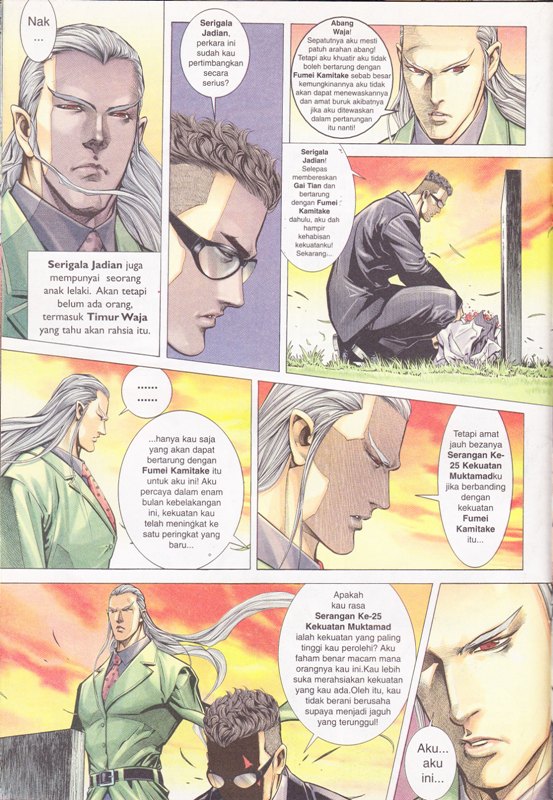 Nak
...
Serigala
Jadian,
perkara ini
sudah kau
pertimbangkan
secara
serius?
Abang
Waja!
Sepatutnya aku mesti
patuh arahan abang!
Tetapi aku khuatir aku tidak
boleh bertarung dengan
Fumei Kamitake sebab besar
kemungkinannya aku tidak
akan dapat menewaskannya
dan amat buruk akibatnya
jika aku ditewaskan
dalam pertarungan
itu nanti!
Serigala Jadian juga
mempunyai seorang
anak lelaki. Akan tetapi
belum ada orang,
termasuk Timur Waja
yang tahu akan rahsia itu.
Serigala
Jadian!
Selepas
membereskan
Gai Tian dan
bertarung
dengan Fumei
Kamitake
dahulu, aku dah
hampir
kehabisan
kekuatanku!
Sekarang...
......
......
...hanya kau saja
yang akan dapat
bertarung dengan
Fumei Kamitake itu
untuk aku ini! Aku
percaya dalam enam
bulan kebelakangan
ini, kekuatan kau
telah meningkat ke
satu peringkat yang
baru...
Tetapi amat
jauh bezanya
Serangan Ke-
25 Kekuatan
Muktamadku
jika berbanding
dengan
kekuatan
Fumei
Kamitake
itu...
Apakah
kau rasa
Serangan Ke-25
Kekuatan Muktamad
ialah kekuatan yang paling
tinggi kau perolehi? Aku
faham benar macam mana
orangnya kau ini.Kau lebih
suka merahsiakan kekuatan
yang kau ada.Oleh itu, kau
tidak berani berusaha
supaya menjadi jaguh
yang terunggul!
Aku...
aku
ini...